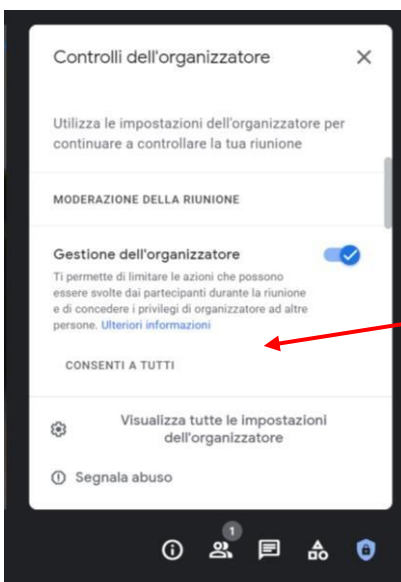 Controlli dell'organizzatore
Utilizza le impostazioni dell'organizzatore per
continuare a controllare la tua riunione
MODERAZIONE DELLA RIUNIONE
Gestione dell'organizzatore
Ti permette di limitare le azioni che possono
essere svolte dai partecipanti durante la riunione
e di concedere i privilegi di organizzatore ad altre
persone. Ulteriori informazioni
CONSENTI A TUTTI
Visualizza tutte le impostazioni
dell'organizzatore
Segnala abuso
1